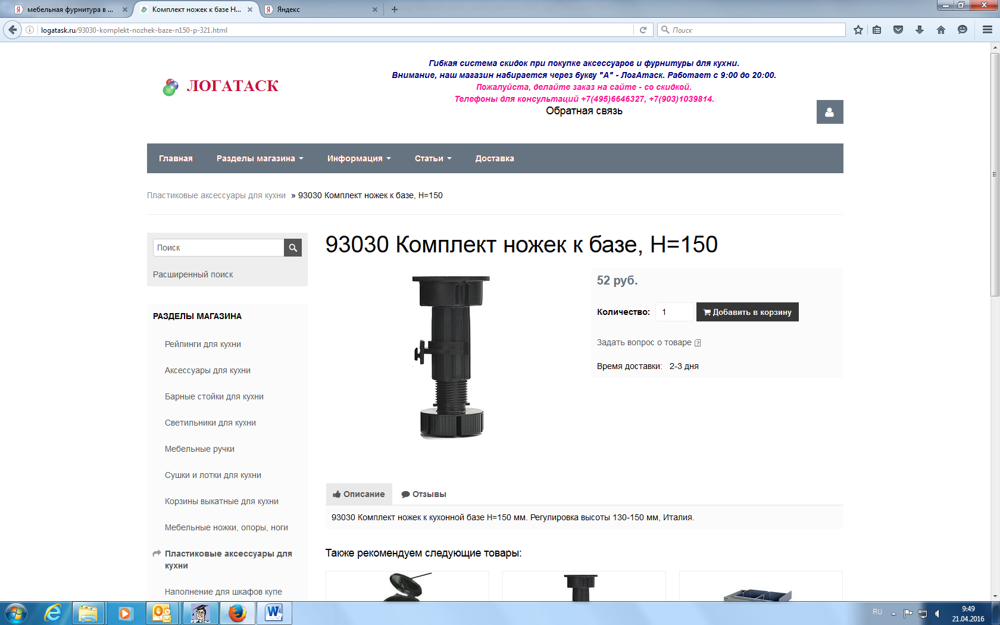 мебельная фурнитура в ...
Комплект ножек к базе Н...
Яндекс
logatask.ru/93030-komplekt-nozhek-baze-n150-p-321.html
Поиск
ЛОГАТАСК
Гибкая система скидок при покупке аксессуаров и фурнитуры для кухни.
Внимание, наш магазин набирается через букву "А" - ЛогАтаск. Работает с 9:00 до 20:00.
Пожалуйста, делайте заказ на сайте - со скидкой.
Телефоны для консультаций +7(495)6646327, +7(903)1039814.
Обратная связь
Главная Разделы магазина Информация Статьи Доставка
Пластиковые аксессуары для кухни » 93030 Комплект ножек к базе, Н=150
Поиск
Расширенный поиск
РАЗДЕЛЫ МАГАЗИНА
Рейлинги для кухни
Аксессуары для кухни
Барные стойки для кухни
Светильники для кухни
Мебельные ручки
Сушки и лотки для кухни
Корзины выкатные для кухни
Мебельные ножки, опоры, ноги
Пластиковые аксессуары для
кухни
Наполнение для шкафов купе
93030 Комплект ножек к базе, Н=150
52 руб.
Количество: 1 Добавить в корзину
Задать вопрос о товаре
Время доставки: 2-3 дня
Описание Отзывы
93030 Комплект ножек к кухонной базе Н=150 мм. Регулировка высоты 130-150 мм, Италия.
Также рекомендуем следующие товары:
RU
9:49
21.04.2016